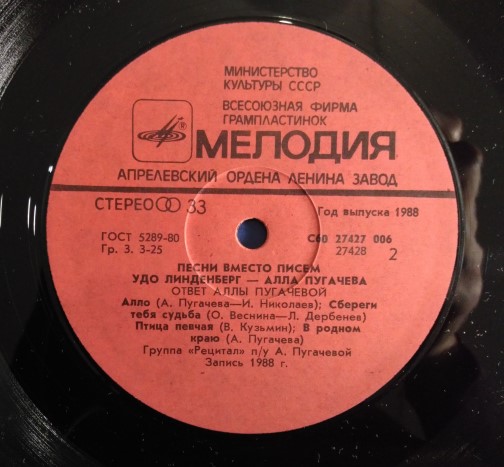 МИНИСТЕРСТВО
КУЛЬТУРЫ СССР
ВСЕСОЮЗНАЯ ФИРМА
ГРАМПЛАСТИНОК
МЕЛОДИЯ
АПРЕЛЕВСКИЙ ОРДЕНА ЛЕНИНА ЗАВОД
СТЕРЕО 33
Год выпуска 1988
ГОСТ 5289-80
С60 27427 006
Гр. 3. 3-25
27428 2
ПЕСНИ ВМЕСТО ПИСЕМ
УДО ЛИНДЕНБЕРГ — АЛЛА ПУГАЧЕВА
ОТВЕТ АЛЛЫ ПУГАЧЕВОЙ
Алло (А. Пугачева—И. Николаев); Сбереги
тебя судьба (О. Веснина—Л. Дербенев)
Птица певчая (В. Кузьмин); В родном
краю (А. Пугачева)
Группа «Рецитал» п/у А. Пугачевой
Запись 1988 г.